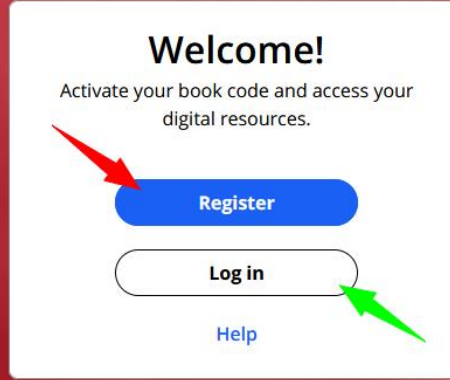 Welcome!
Activate your book code and access your
digital resources.
Register
Log in
Help